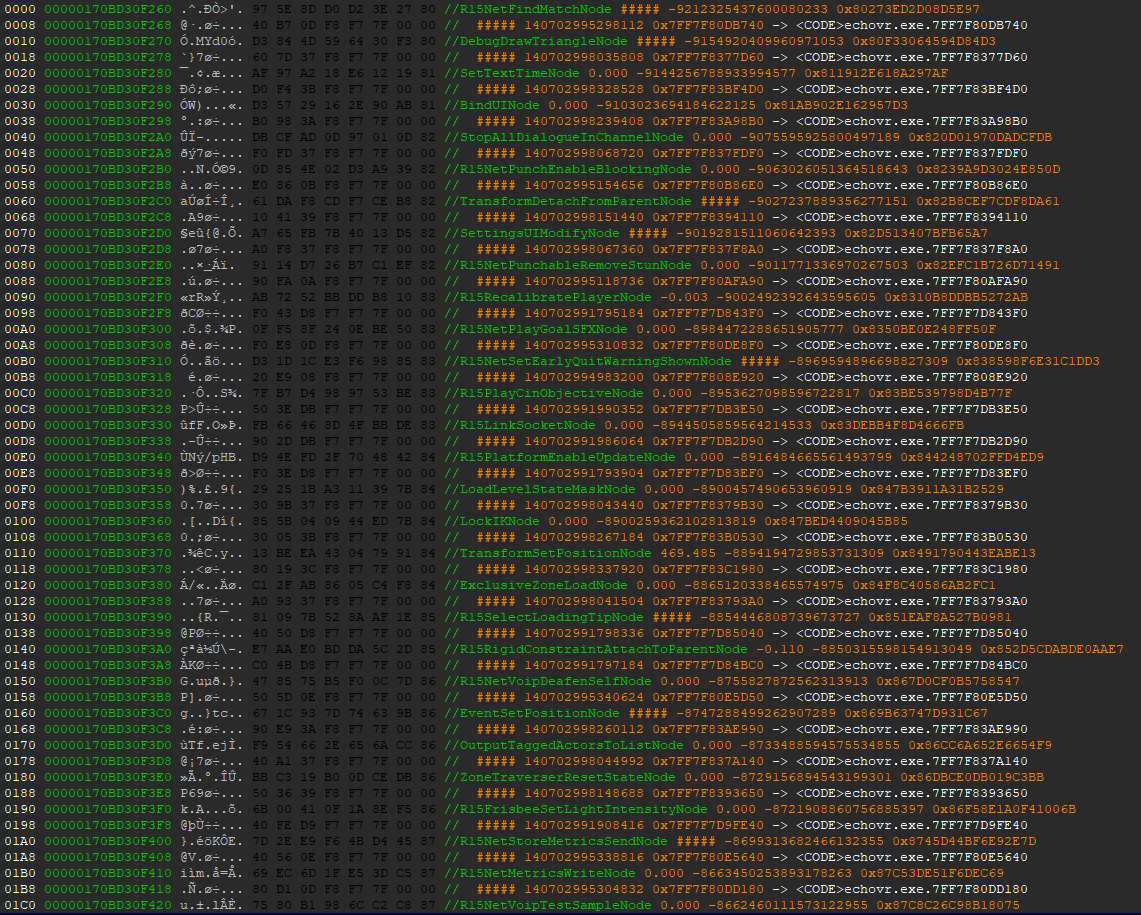 0000 00000170BD30F260 .^.ÐÒ>'. 97 5E 8D D0 D2 3E 27 80 //R15NetFindMatchNode ##### -9212325437600080233 0x80273ED2D08D5E97
0008 00000170BD30F268 @·.ø÷... 40 B7 0D F8 F7 7F 00 00 // ##### 140702995298112 0x7FF7F80DB740 -> <CODE>echovr.exe.7FF7F80DB740
0010 00000170BD30F270 Ó.MYd0ó. D3 84 4D 59 64 30 F3 80 //DebugDrawTriangleNode ##### -9154920409960971053 0x80F33064594D84D3
0018 00000170BD30F278 `}7ø÷... 60 7D 37 F8 F7 7F 00 00 // ##### 140702998035808 0x7FF7F8377D60 -> <CODE>echovr.exe.7FF7F8377D60
0020 00000170BD30F280 ¯.¢.æ... AF 97 A2 18 E6 12 19 81 //SetTextTimeNode 0.000 -9144256788933994577 0x811912E618A297AF
0028 00000170BD30F288 Ðô;ø÷... D0 F4 3B F8 F7 7F 00 00 // ##### 140702998328528 0x7FF7F83BF4D0 -> <CODE>echovr.exe.7FF7F83BF4D0
0030 00000170BD30F290 ÓW)...«. D3 57 29 16 2E 90 AB 81 //BindUINode 0.000 -9103023694184622125 0x81AB902E162957D3
0038 00000170BD30F298 °.:ø÷... B0 98 3A F8 F7 7F 00 00 // ##### 140702998239408 0x7FF7F83A98B0 -> <CODE>echovr.exe.7FF7F83A98B0
0040 00000170BD30F2A0 ÛÏ-..... DB CF AD 0D 97 01 0D 82 //StopAllDialogueInChannelNode 0.000 -9075595925800497189 0x820D01970DADCFDB
0048 00000170BD30F2A8 ðý7ø÷... F0 FD 37 F8 F7 7F 00 00 // ##### 140702998068720 0x7FF7F837FDF0 -> <CODE>echovr.exe.7FF7F837FDF0
0050 00000170BD30F2B0 ..N.Ó©9. 0D 85 4E 02 D3 A9 39 82 //R15NetPunchEnableBlockingNode 0.000 -9063026051364518643 0x8239A9D3024E850D
0058 00000170BD30F2B8 à..ø÷... E0 86 0B F8 F7 7F 00 00 // ##### 140702995154656 0x7FF7F80B86E0 -> <CODE>echovr.exe.7FF7F80B86E0
0060 00000170BD30F2C0 aÚøÍ÷Î¸. 61 DA F8 CD F7 CE B8 82 //TransformDetachFromParentNode ##### -9027237889356277151 0x82B8CEF7CDF8DA61
0068 00000170BD30F2C8 .A9ø÷... 10 41 39 F8 F7 7F 00 00 // ##### 140702998151440 0x7FF7F8394110 -> <CODE>echovr.exe.7FF7F8394110
0070 00000170BD30F2D0 §eû{@.Õ. A7 65 FB 7B 40 13 D5 82 //SettingsUIModifyNode 0.000 -9019281511060642393 0x82D513407BFB65A7
0078 00000170BD30F2D8 .ø7ø÷... A0 F8 37 F8 F7 7F 00 00 // ##### 140702998067360 0x7FF7F837F8A0 -> <CODE>echovr.exe.7FF7F837F8A0
0080 00000170BD30F2E0 ..×_Áï. 91 14 D7 26 B7 C1 EF 82 //R15NetPunchableRemoveStunNode 0.000 -9011771336970267503 0x82EFC1B726D71491
0088 00000170BD30F2E8 .ú.ø÷... 90 FA 0A F8 F7 7F 00 00 // ##### 140702995118736 0x7FF7F80AFA90 -> <CODE>echovr.exe.7FF7F80AFA90
0090 00000170BD30F2F0 «rR»Ý¸.. AB 72 52 BB DD B8 10 83 //R15RecalibratePlayerNode -0.003 -9002492392643595605 0x8310B8DDBB5272AB
0098 00000170BD30F2F8 ðCØ÷÷... F0 43 D8 F7 F7 7F 00 00 // ##### 140702991795184 0x7FF7F7D843F0 -> <CODE>echovr.exe.7FF7F7D843F0
00A0 00000170BD30F300 .õ.$.¾P. 0F F5 8F 24 0E BE 50 83 //R15NetPlayGoalSFXNode 0.000 -8984472288651905777 0x8350BE0E248FF50F
00A8 00000170BD30F308 ðè.ø÷... F0 E8 0D F8 F7 7F 00 00 // ##### 140702995310832 0x7FF7F80DE8F0 -> <CODE>echovr.exe.7FF7F80DE8F0
00B0 00000170BD30F310 Ó..ãö... D3 1D 1C E3 F6 98 85 83 //R15NetSetEarlyQuitWarningShownNode ##### -8969594896698827309 0x838598F6E31C1DD3
00B8 00000170BD30F318  é.ø÷... 20 E9 08 F8 F7 7F 00 00 // ##### 140702994983200 0x7FF7F808E920 -> <CODE>echovr.exe.7FF7F808E920
00C0 00000170BD30F320 .·Ô..S¾. 7F B7 D4 98 97 53 BE 83 //R15PlayCinObjectiveNode 0.000 -8953627098596722817 0x83BE539798D4B77F
00C8 00000170BD30F328 P>Û÷÷... 50 3E DB F7 F7 7F 00 00 // ##### 140702991990352 0x7FF7F7DB3E50 -> <CODE>echovr.exe.7FF7F7DB3E50
00D0 00000170BD30F330 ûfF.O»Þ. FB 66 46 8D 4F BB DE 83 //R15LinkSocketNode 0.000 -8944505859564214533 0x83DEBB4F8D4666FB
00D8 00000170BD30F338 .-Û÷÷... 90 2D DB F7 F7 7F 00 00 // ##### 140702991986064 0x7FF7F7DB2D90 -> <CODE>echovr.exe.7FF7F7DB2D90
00E0 00000170BD30F340 ÙNý/pHB. D9 4E FD 2F 70 48 42 84 //R15PlatformEnableUpdateNode 0.000 -8916484665561493799 0x844248702FFD4ED9
00E8 00000170BD30F348 ð>Ø÷÷... F0 3E D8 F7 F7 7F 00 00 // ##### 140702991793904 0x7FF7F7D83EF0 -> <CODE>echovr.exe.7FF7F7D83EF0
00F0 00000170BD30F350 )%.£.9{. 29 25 1B A3 11 39 7B 84 //LoadLevelStateMaskNode 0.000 -8900457490653960919 0x847B3911A31B2529
00F8 00000170BD30F358 0.7ø÷... 30 9B 37 F8 F7 7F 00 00 // ##### 140702998043440 0x7FF7F8379B30 -> <CODE>echovr.exe.7FF7F8379B30
0100 00000170BD30F360 .[..Dí{. 85 5B 04 09 44 ED 7B 84 //LockIKNode 0.000 -8900259362102813819 0x847BED4409045B85
0108 00000170BD30F368 0.;ø÷... 30 05 3B F8 F7 7F 00 00 // ##### 140702998267184 0x7FF7F83B0530 -> <CODE>echovr.exe.7FF7F83B0530
0110 00000170BD30F370 .¾êC.y.. 13 BE EA 43 04 79 91 84 //TransformSetPositionNode 469.485 -8894194729853731309 0x8491790443EABE13
0118 00000170BD30F378 ..<ø÷... 80 19 3C F8 F7 7F 00 00 // ##### 140702998337920 0x7FF7F83C1980 -> <CODE>echovr.exe.7FF7F83C1980
0120 00000170BD30F380 Á/«..Äø. C1 2F AB 86 05 C4 F8 84 //ExclusiveZoneLoadNode 0.000 -8865120338465574975 0x84F8C40586AB2FC1
0128 00000170BD30F388 ..7ø÷... A0 93 37 F8 F7 7F 00 00 // ##### 140702998041504 0x7FF7F83793A0 -> <CODE>echovr.exe.7FF7F83793A0
0130 00000170BD30F390 ..{R.¯.. 81 09 7B 52 8A AF 1E 85 //R15SelectLoadingTipNode ##### -8854446808739673727 0x851EAF8A527B0981
0138 00000170BD30F398 @PØ÷÷... 40 50 D8 F7 F7 7F 00 00 // ##### 140702991798336 0x7FF7F7D85040 -> <CODE>echovr.exe.7FF7F7D85040
0140 00000170BD30F3A0 çªà½Ú\-. E7 AA E0 BD DA 5C 2D 85 //R15RigidConstraintAttachToParentNode -0.110 -8850315598154913049 0x852D5CDABDE0AAE7
0148 00000170BD30F3A8 ÀKØ÷÷... C0 4B D8 F7 F7 7F 00 00 // ##### 140702991797184 0x7FF7F7D84BC0 -> <CODE>echovr.exe.7FF7F7D84BC0
0150 00000170BD30F3B0 G.uµð.}. 47 85 75 B5 F0 0C 7D 86 //R15NetVoipDeafenSelfNode 0.000 -8755827872562313913 0x867D0CF0B5758547
0158 00000170BD30F3B8 P].ø÷... 50 5D 0E F8 F7 7F 00 00 // ##### 140702995340624 0x7FF7F80E5D50 -> <CODE>echovr.exe.7FF7F80E5D50
0160 00000170BD30F3C0 g..}tc.. 67 1C 93 7D 74 63 9B 86 //EventSetPositionNode ##### -8747288499262907289 0x869B63747D931C67
0168 00000170BD30F3C8 .é:ø÷... 90 E9 3A F8 F7 7F 00 00 // ##### 140702998260112 0x7FF7F83AE990 -> <CODE>echovr.exe.7FF7F83AE990
0170 00000170BD30F3D0 ùTf.ejÌ. F9 54 66 2E 65 6A CC 86 //OutputTaggedActorsToListNode 0.000 -8733488594575534855 0x86CC6A652E6654F9
0178 00000170BD30F3D8 @¡7ø÷... 40 A1 37 F8 F7 7F 00 00 // ##### 140702998044992 0x7FF7F837A140 -> <CODE>echovr.exe.7FF7F837A140
0180 00000170BD30F3E0 »Ã.°.ÎÛ. BB C3 19 B0 0D CE DB 86 //ZoneTraverserResetStateNode 0.000 -8729156894543199301 0x86DBCE0DB019C3BB
0188 00000170BD30F3E8 P69ø÷... 50 36 39 F8 F7 7F 00 00 // ##### 140702998148688 0x7FF7F8393650 -> <CODE>echovr.exe.7FF7F8393650
0190 00000170BD30F3F0 k.A...õ. 6B 00 41 0F 1A 8E F5 86 //R15FrisbeeSetLightIntensityNode 0.000 -8721908860756885397 0x86F58E1A0F41006B
0198 00000170BD30F3F8 @þÙ÷÷... 40 FE D9 F7 F7 7F 00 00 // ##### 140702991908416 0x7FF7F7D9FE40 -> <CODE>echovr.exe.7FF7F7D9FE40
01A0 00000170BD30F400 }.éöKÔE. 7D 2E E9 F6 4B D4 45 87 //R15NetStoreMetricsSendNode ##### -8699313682466132355 0x8745D44BF6E92E7D
01A8 00000170BD30F408 @V.ø÷... 40 56 0E F8 F7 7F 00 00 // ##### 140702995338816 0x7FF7F80E5640 -> <CODE>echovr.exe.7FF7F80E5640
01B0 00000170BD30F410 iìm.å=Å. 69 EC 6D 1F E5 3D C5 87 //R15NetMetricsWriteNode 0.000 -8663450253893178263 0x87C53DE51F6DEC69
01B8 00000170BD30F418 .Ñ.ø÷... 80 D1 0D F8 F7 7F 00 00 // ##### 140702995304832 0x7FF7F80DD180 -> <CODE>echovr.exe.7FF7F80DD180
01C0 00000170BD30F420 u.±.lÂÈ. 75 80 B1 98 6C C2 C8 87 //R15NetVoipTestSampleNode 0.000 -8662460111573122955 0x87C8C26C98B18075